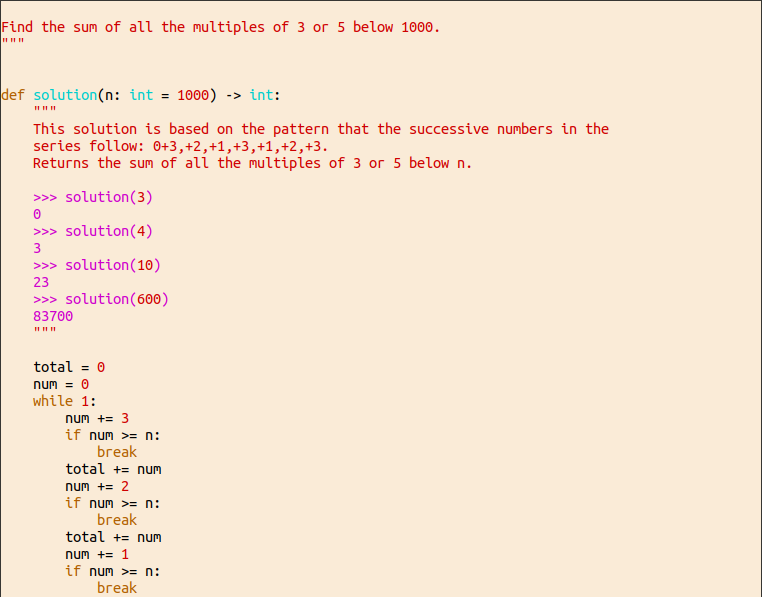 Find the sum of all the multiples of 3 or 5 below 1000.
"""
def solution(n: int = 1000) -> int:
    """
    This solution is based on the pattern that the successive numbers in the
    series follow: 0+3,+2,+1,+3,+1,+2,+3.
    Returns the sum of all the multiples of 3 or 5 below n.
    >>> solution(3)
    0
    >>> solution(4)
    3
    >>> solution(10)
    23
    >>> solution(600)
    83700
    """
    total = 0
    num = 0
    while 1:
        num += 3
        if num >= n:
            break
        total += num
        num += 2
        if num >= n:
            break
        total += num
        num += 1
        if num >= n:
            break